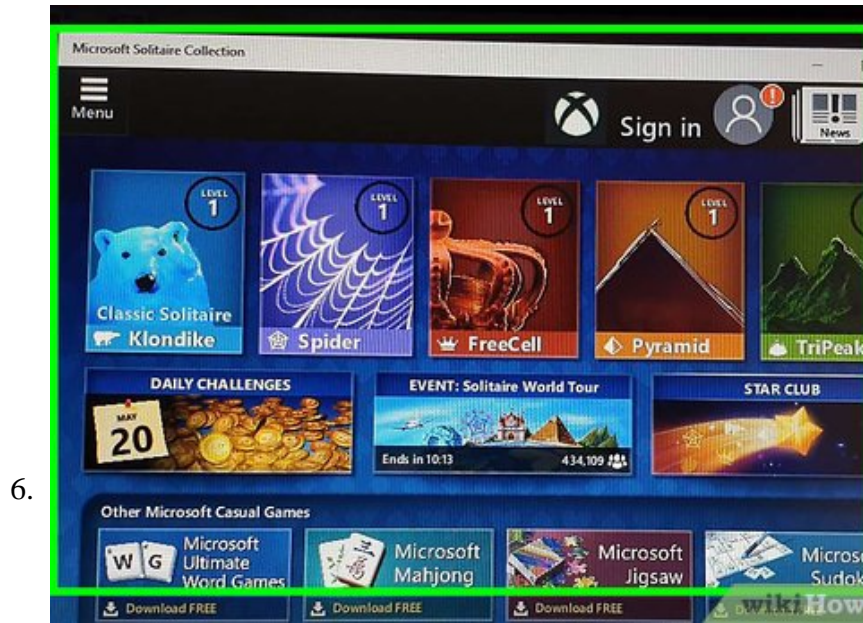 Microsoft Solitaire Collection
Menu
Sign in
News
LEVEL
1
LEVEL
1
LEVEL
1
LEVEL
1
Classic Solitaire
Klondike
Spider
FreeCell
Pyramid
TriPeak
DAILY CHALLENGES
MAY
20
EVENT: Solitaire World Tour
Ends in 10:13
434,109
STAR CLUB
6.
Other Microsoft Casual Games
W G
Microsoft
Ultimate
Word Games
Microsoft
Mahjong
Microsoft
Jigsaw
Micros
Sudok
Download FREE
Download FREE
Download FREE
wikiHow